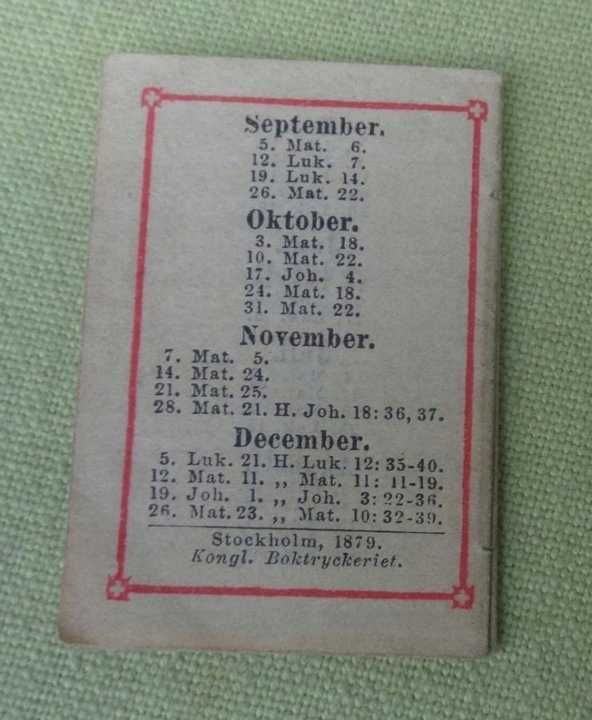 September.
5. Mat. 6.
12. Luk. 7.
19. Luk. 14.
26. Mat. 22.
Oktober.
3. Mat. 18.
10. Mat. 22.
17. Joh. 4.
24. Mat. 18.
31. Mat. 22.
November.
7. Mat. 5.
14. Mat. 24.
21. Mat. 25.
28. Mat. 21. H. Joh. 18: 36, 37.
December.
5. Luk. 21. H. Luk. 12: 35-40.
12. Mat. 11. ,, Mat. 11: 11-19.
19. Joh. 1. ,, Joh. 3: 22-36.
26. Mat. 23. ,, Mat. 10: 32-39.
Stockholm, 1879.
Kongl. Boktryckeriet.